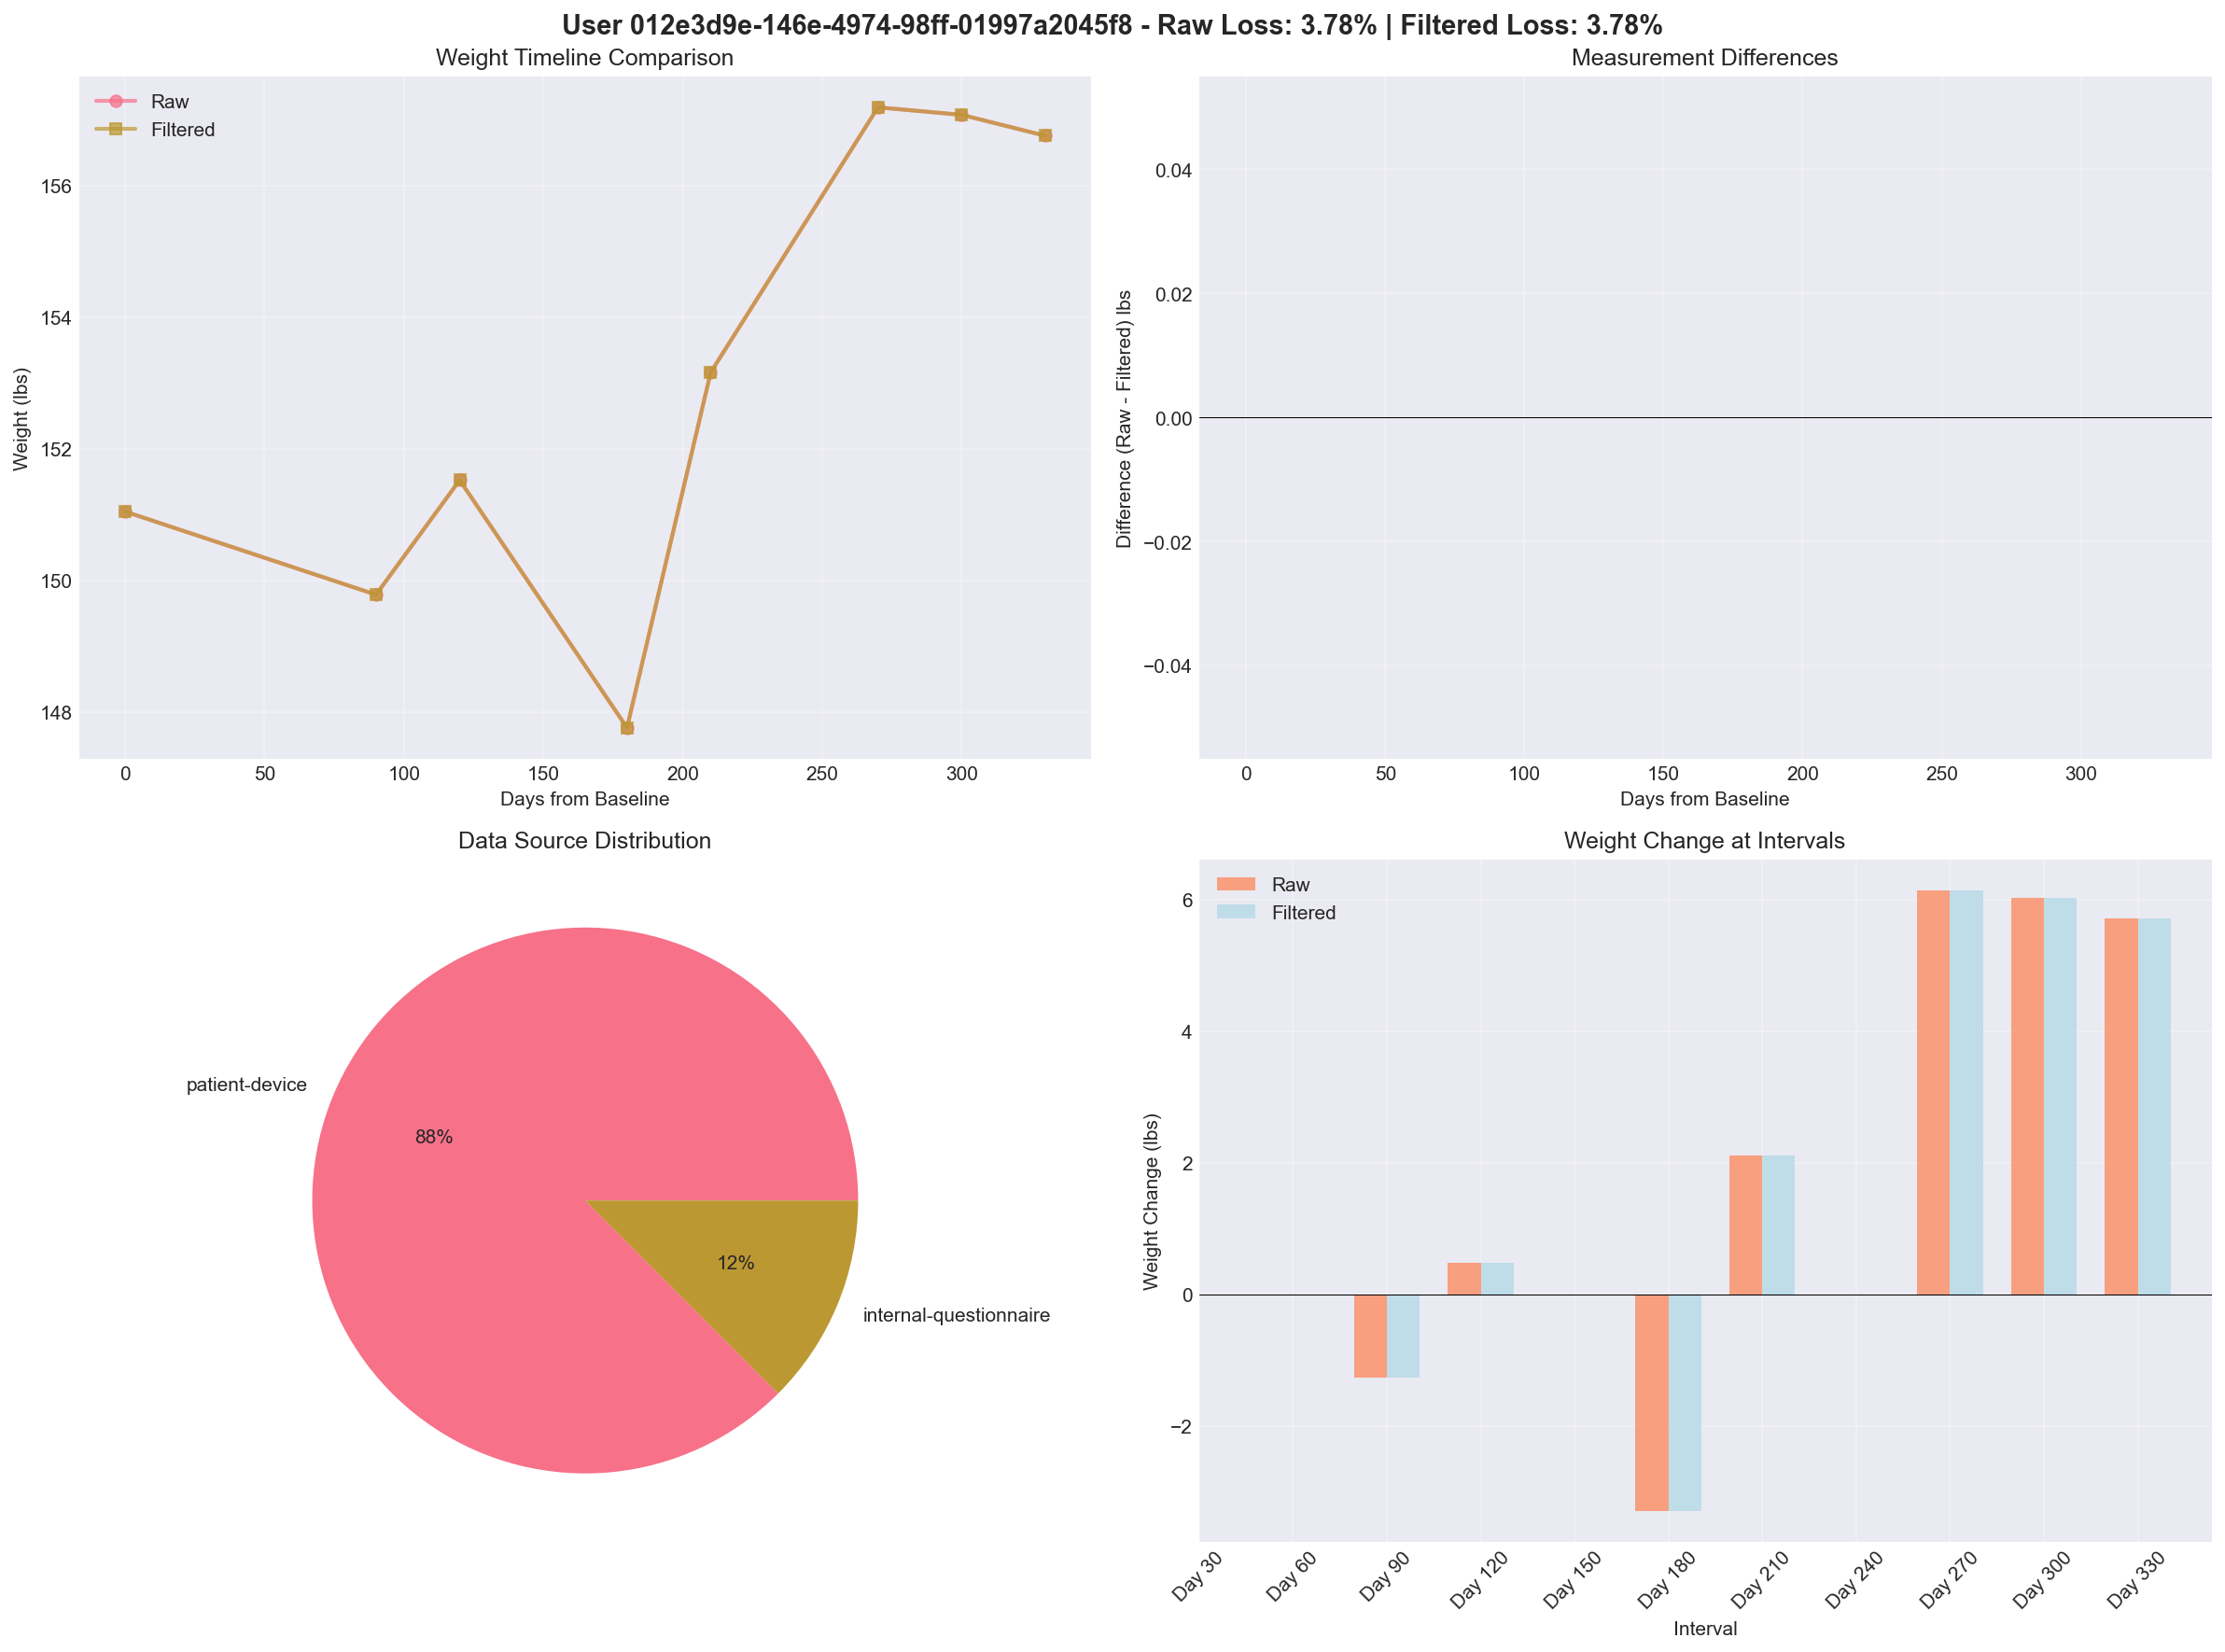 User 012e3d9e-146e-4974-98ff-01997a2045f8 - Raw Loss: 3.78% | Filtered Loss: 3.78%
Weight Timeline Comparison
Raw
Filtered
Weight (lbs)
156
154
152
150
148
0 50 100 150 200 250 300
Days from Baseline
Measurement Differences
Difference (Raw - Filtered) lbs
0.04
0.02
0.00
−0.02
−0.04
0 50 100 150 200 250 300
Days from Baseline
Data Source Distribution
patient-device
88%
12%
internal-questionnaire
Weight Change at Intervals
Raw
Filtered
Weight Change (lbs)
6
4
2
0
−2
Day 30 Day 60 Day 90 Day 120 Day 150 Day 180 Day 210 Day 240 Day 270 Day 300 Day 330
Interval